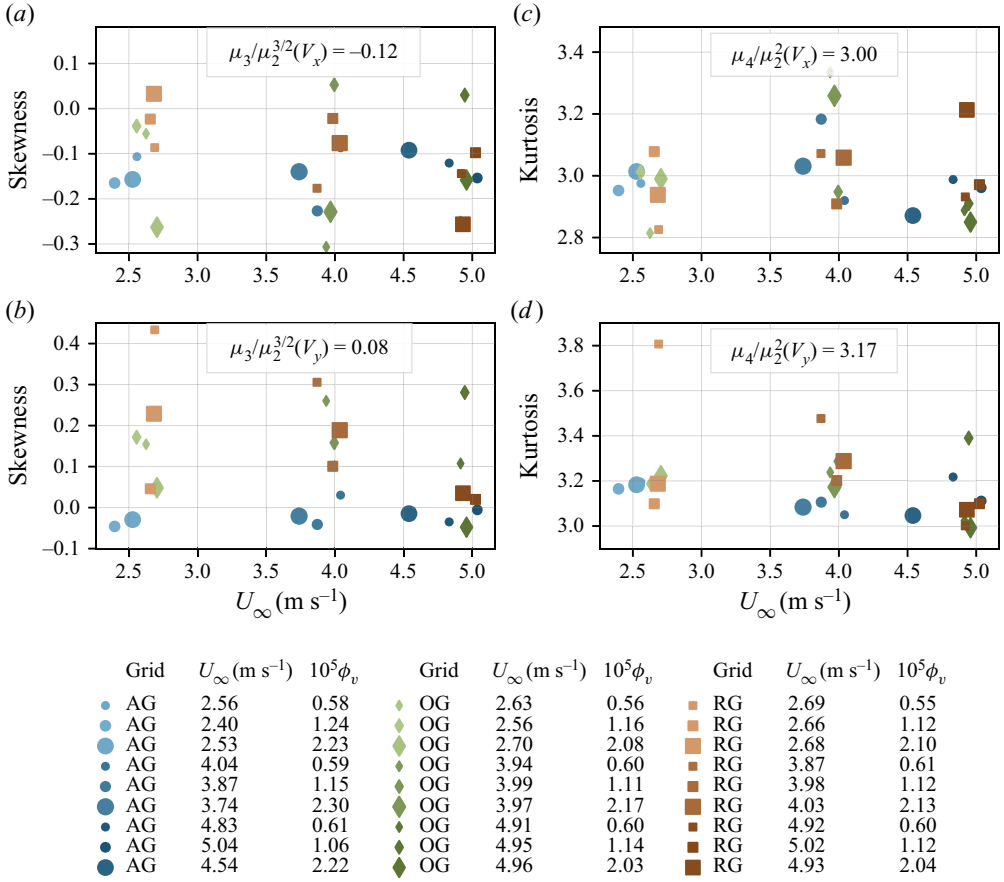 (a)
(c)
μ3/μ2^3/2(Vx) = –0.12
μ4/μ2^2(Vx) = 3.00
Skewness
0.1
0.0
–0.1
–0.2
–0.3
2.5 3.0 3.5 4.0 4.5 5.0
Kurtosis
3.4
3.2
3.0
2.8
2.5 3.0 3.5 4.0 4.5 5.0
(b)
(d)
μ3/μ2^3/2(Vy) = 0.08
μ4/μ2^2(Vy) = 3.17
Skewness
0.4
0.3
0.2
0.1
0.0
–0.1
2.5 3.0 3.5 4.0 4.5 5.0
U∞ (m s–1)
Kurtosis
3.8
3.4
3.0
2.5 3.0 3.5 4.0 4.5 5.0
U∞ (m s–1)
Grid U∞ (m s–1) 10^5ϕv Grid U∞ (m s–1) 10^5ϕv Grid U∞ (m s–1) 10^5ϕv
AG 2.56 0.58 OG 2.63 0.56 RG 2.69 0.55
AG 2.40 1.24 OG 2.56 1.16 RG 2.66 1.12
AG 2.53 2.23 OG 2.70 2.08 RG 2.68 2.10
AG 4.04 0.59 OG 3.94 0.60 RG 3.87 0.61
AG 3.87 1.15 OG 3.99 1.11 RG 3.98 1.12
AG 3.74 2.30 OG 3.97 2.17 RG 4.03 2.13
AG 4.83 0.61 OG 4.91 0.60 RG 4.92 0.60
AG 5.04 1.06 OG 4.95 1.14 RG 5.02 1.12
AG 4.54 2.22 OG 4.96 2.03 RG 4.93 2.04